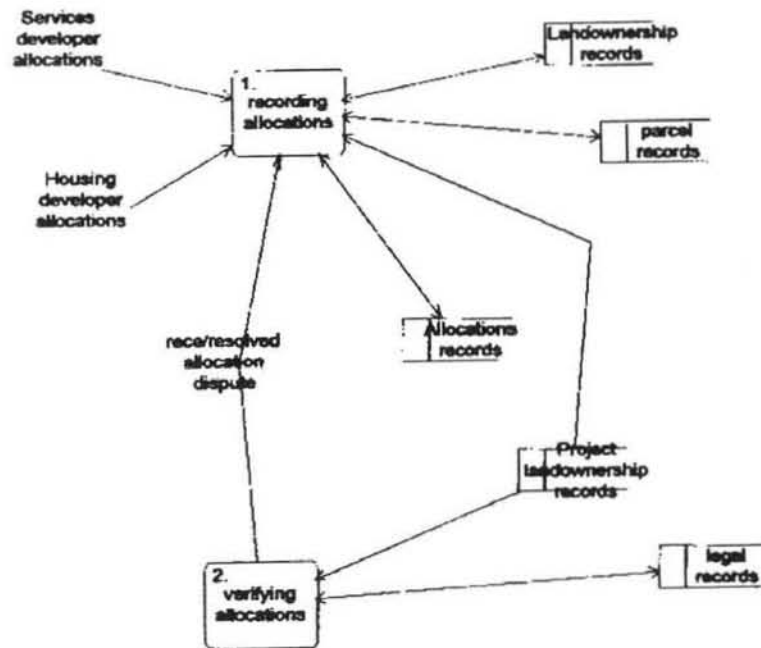 Services
developer
allocations
Landownership
records
1.
recording
allocations
parcel
records
Housing
developer
allocations
Allocations
records
rece/resolved
allocation
dispute
Project
landownership
records
2.
verifying
allocations
legal
records